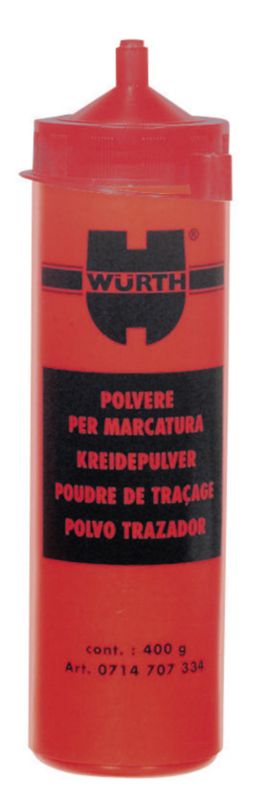 ®
WÜRTH
POLVERE
PER MARCATURA
KREIDEPULVER
POUDRE DE TRAÇAGE
POLVO TRAZADOR
cont. : 400 g
Art. 0714 707 334